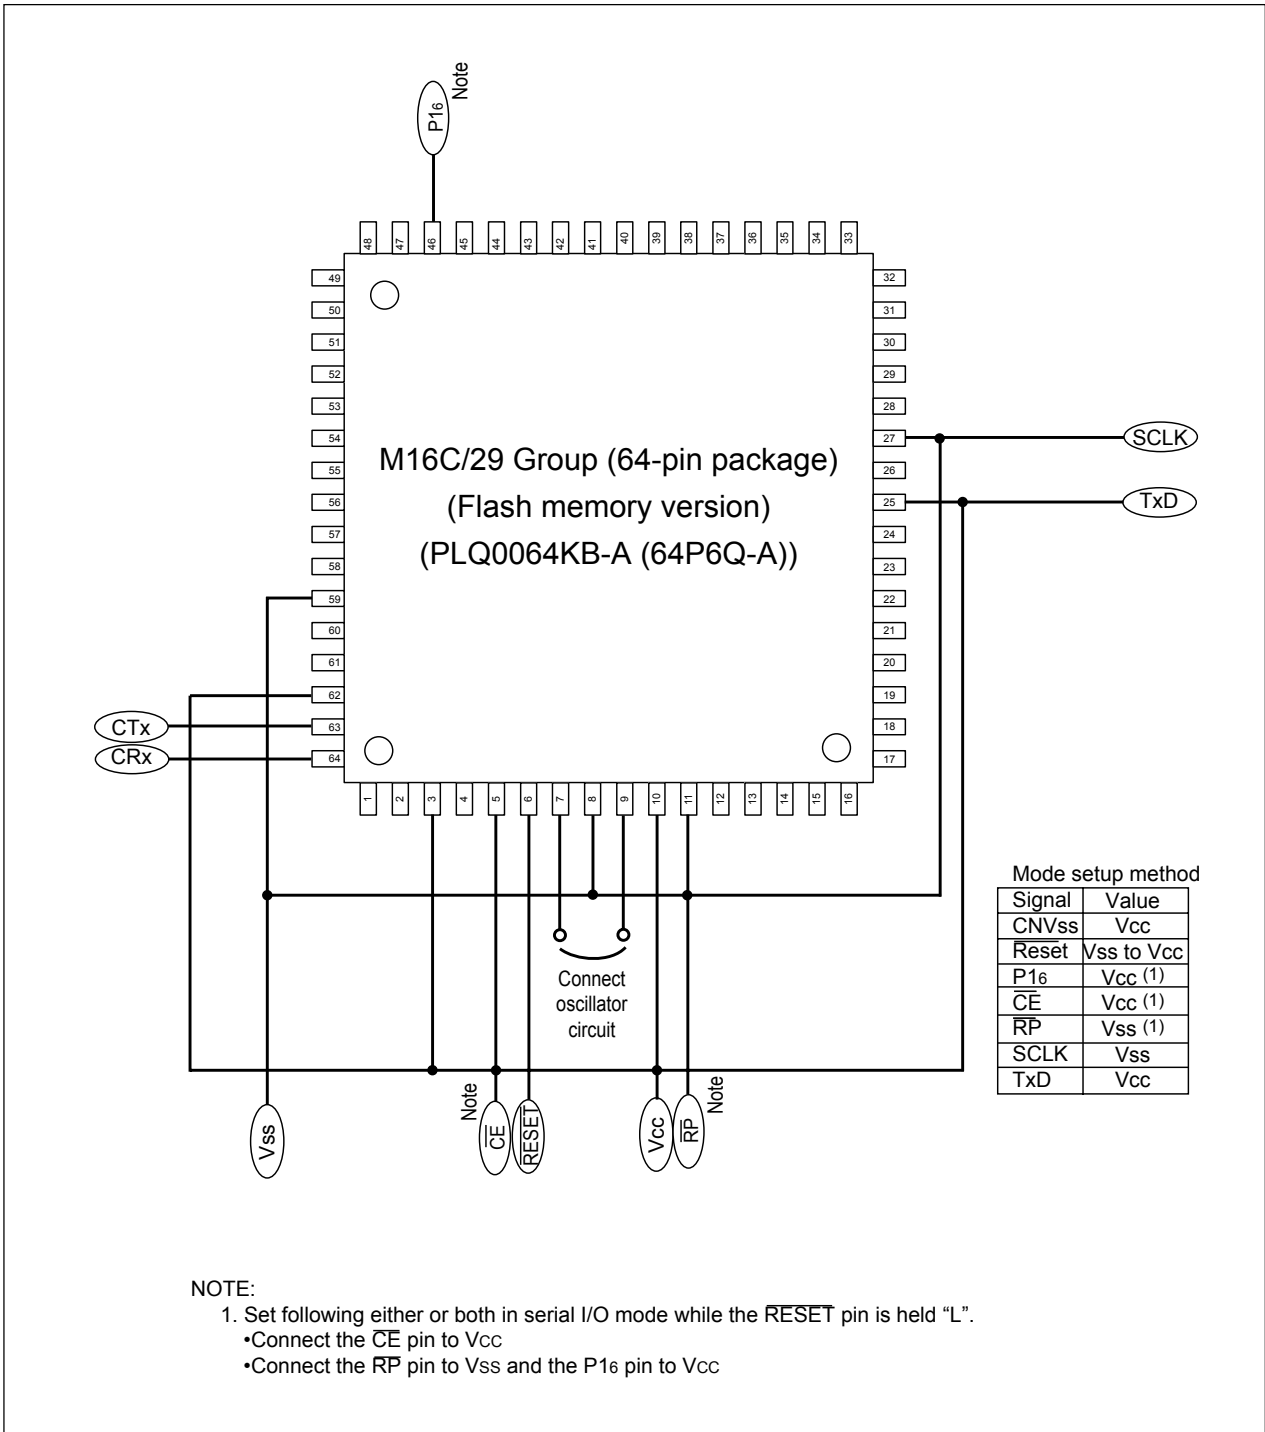 P16
Note
48 47 46 45 44 43 42 41 40 39 38 37 36 35 34 33
49 32
50 31
51 30
52 29
53 28
54 27 SCLK
55 26
56 25 TxD
57 24
58 23
59 22
60 21
61 20
62 19
CTx 63 18
CRx 64 17
M16C/29 Group (64-pin package)
(Flash memory version)
(PLQ0064KB-A (64P6Q-A))
1 2 3 4 5 6 7 8 9 10 11 12 13 14 15 16
Connect
oscillator
circuit
Vss
Note
CE
RESET
Vcc
RP
Note
Mode setup method
Signal Value
CNVss Vcc
Reset Vss to Vcc
P16 Vcc (1)
CE Vcc (1)
RP Vss (1)
SCLK Vss
TxD Vcc
NOTE:
1. Set following either or both in serial I/O mode while the RESET pin is held “L”.
•Connect the CE pin to VCC
•Connect the RP pin to VSS and the P16 pin to VCC